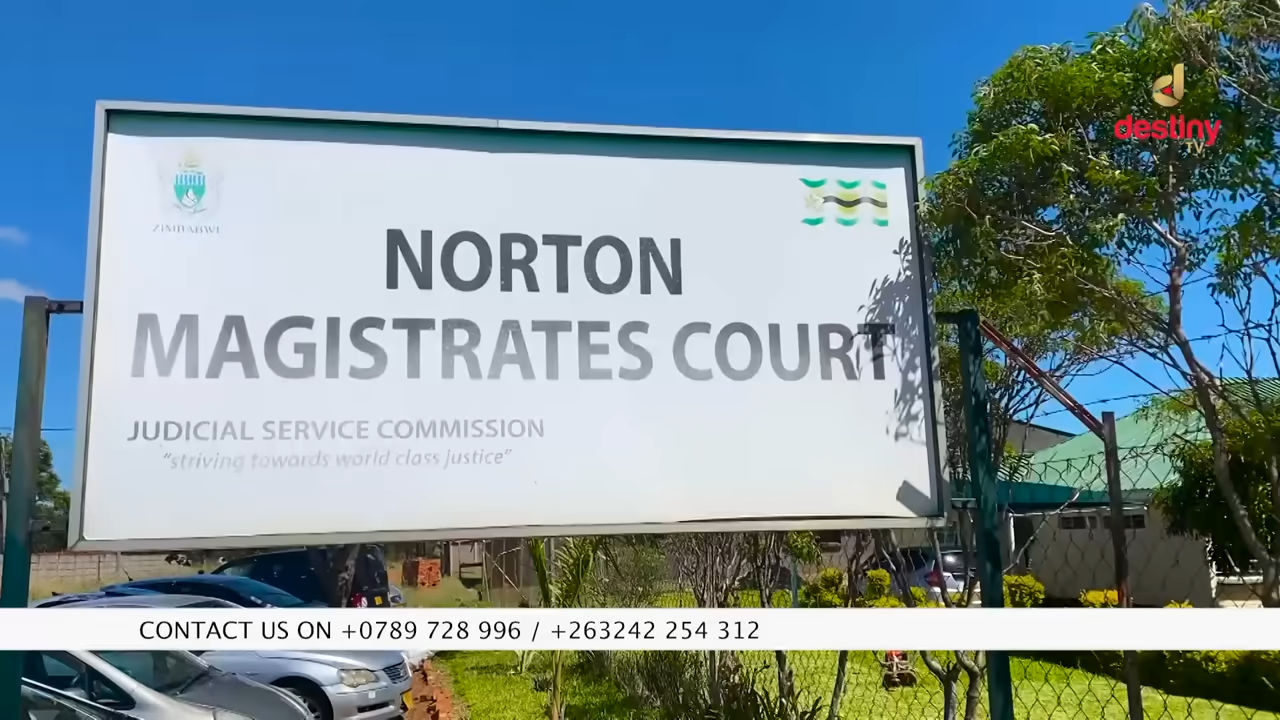 destiny
TV
ZIMBABWE
NORTON
MAGISTRATES COURT
JUDICIAL SERVICE COMMISSION
"striving towards world class justice"
CONTACT US ON +0789 728 996 / +263242 254 312